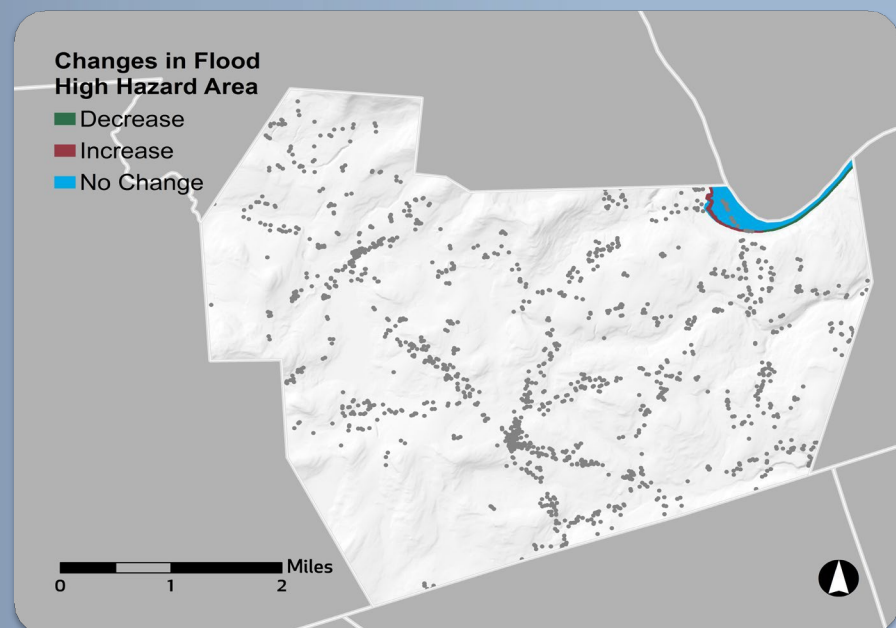 Changes in Flood
High Hazard Area
Decrease
Increase
No Change
Miles
0 1 2